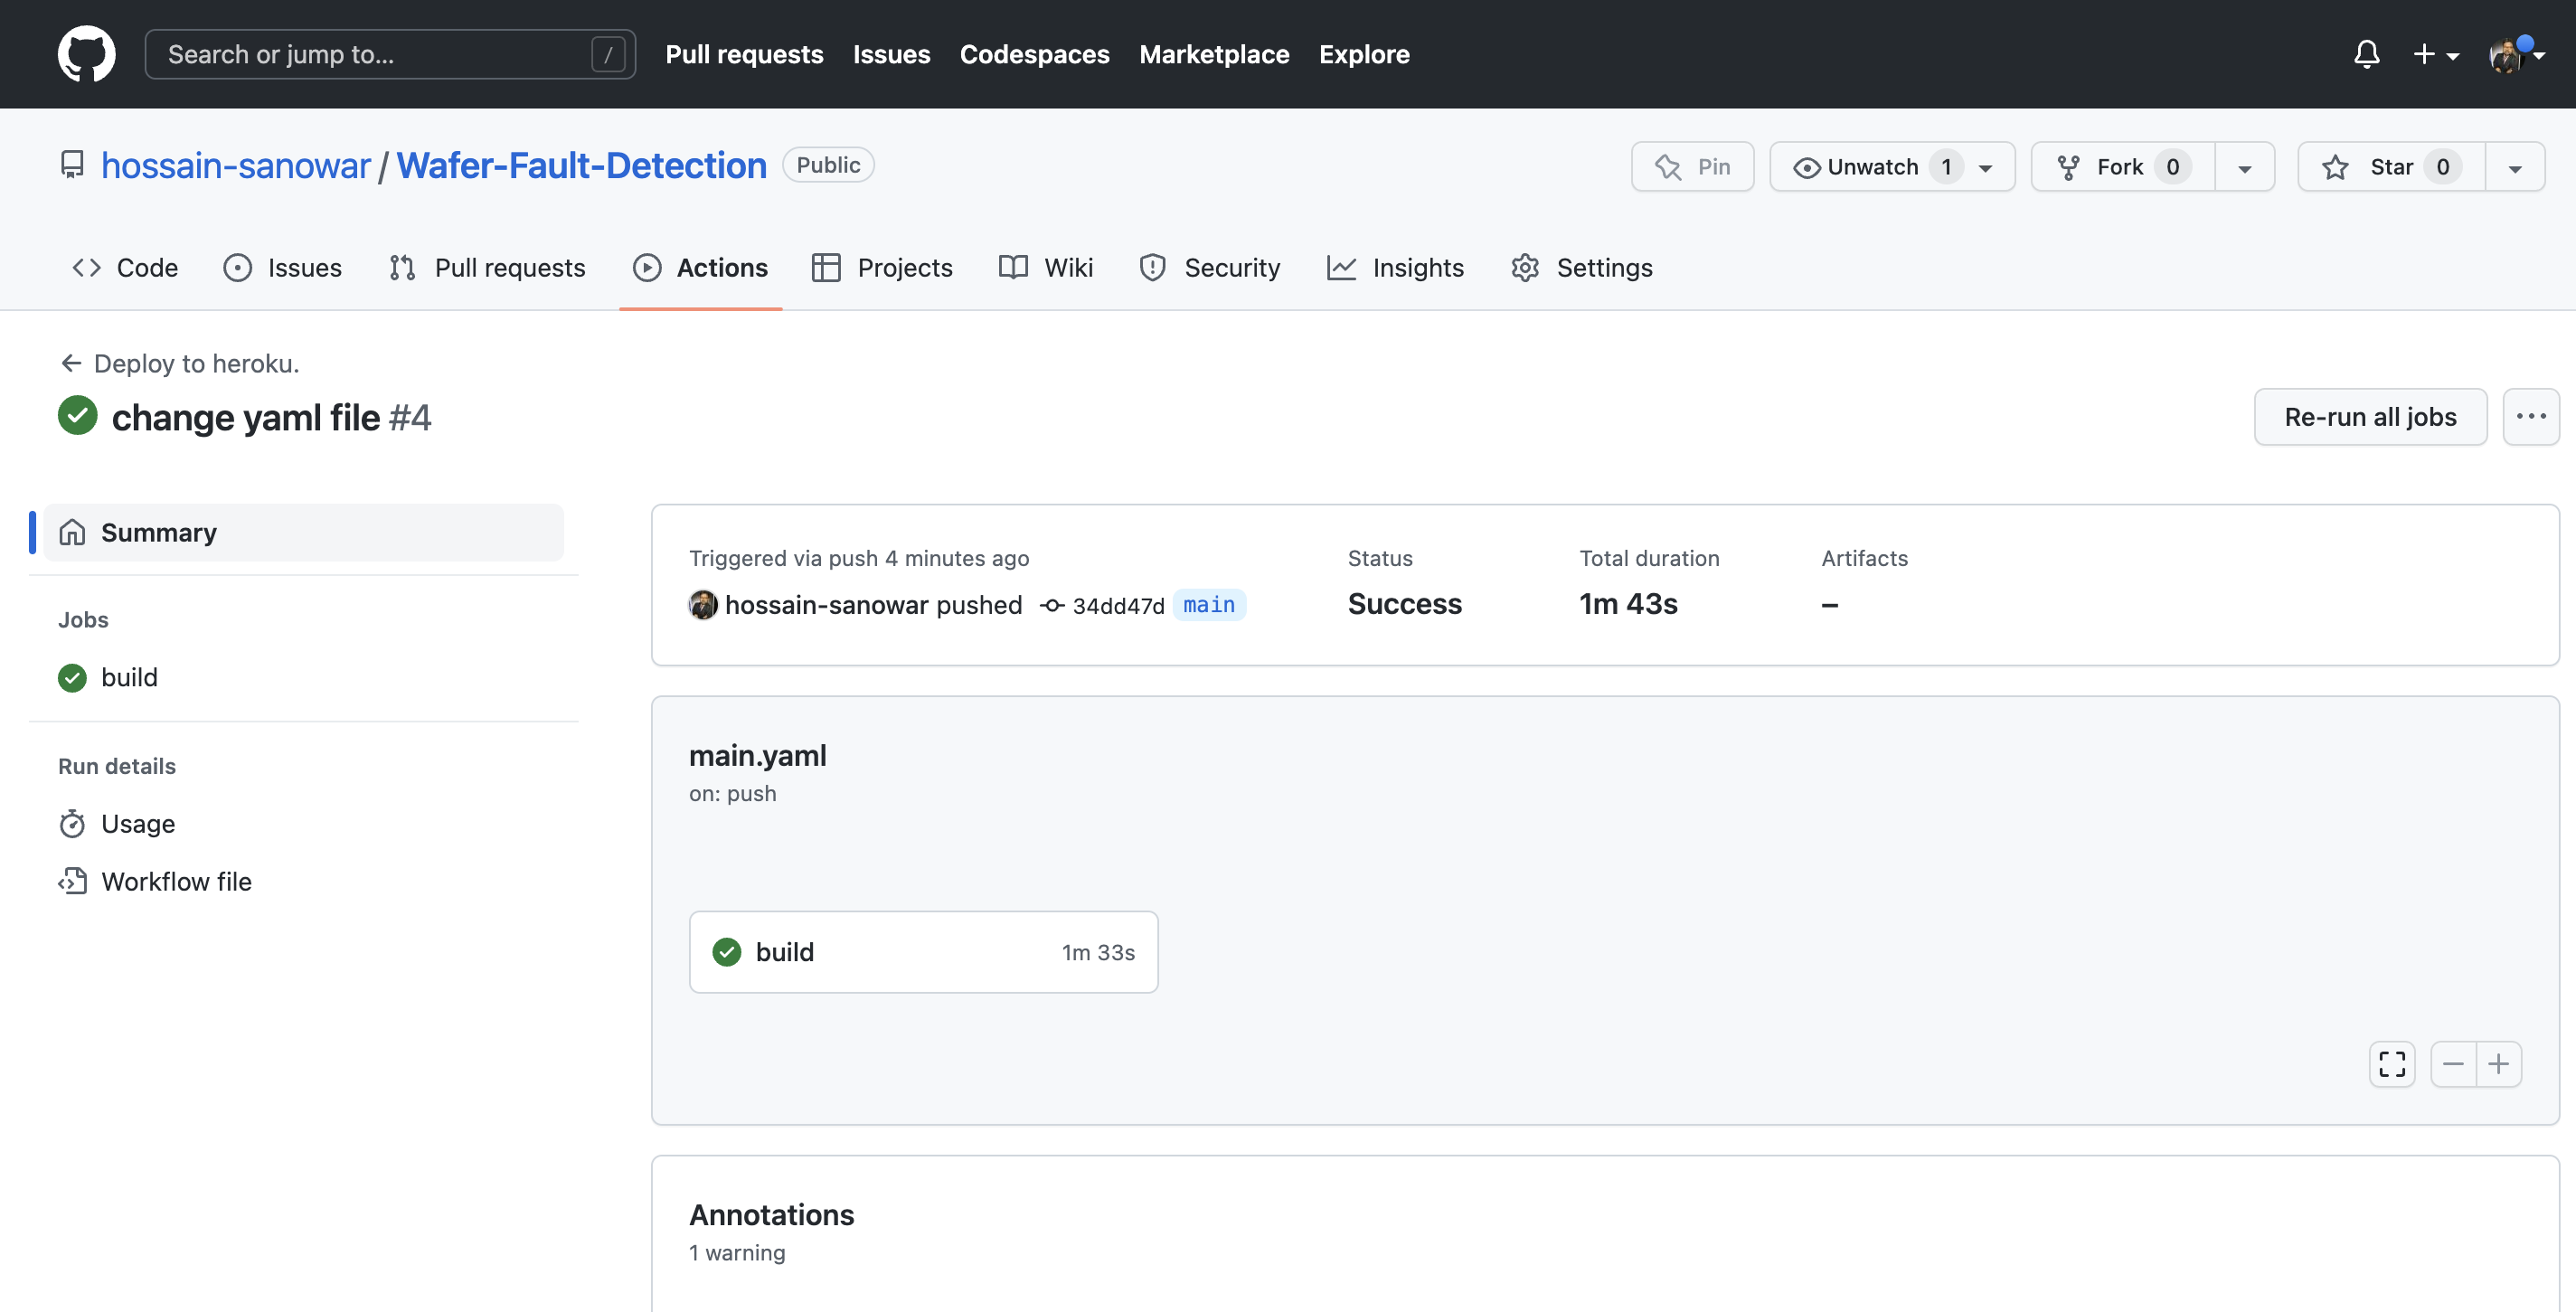 Search or jump to... /
Pull requests Issues Codespaces Marketplace Explore
hossain-sanowar / Wafer-Fault-Detection Public
Pin Unwatch 1 Fork 0 Star 0
Code Issues Pull requests Actions Projects Wiki Security Insights Settings
← Deploy to heroku.
change yaml file #4
Re-run all jobs ...
Summary
Jobs
build
Run details
Usage
Workflow file
Triggered via push 4 minutes ago
hossain-sanowar pushed 34dd47d main
Status
Success
Total duration
1m 43s
Artifacts
–
main.yaml
on: push
build 1m 33s
Annotations
1 warning